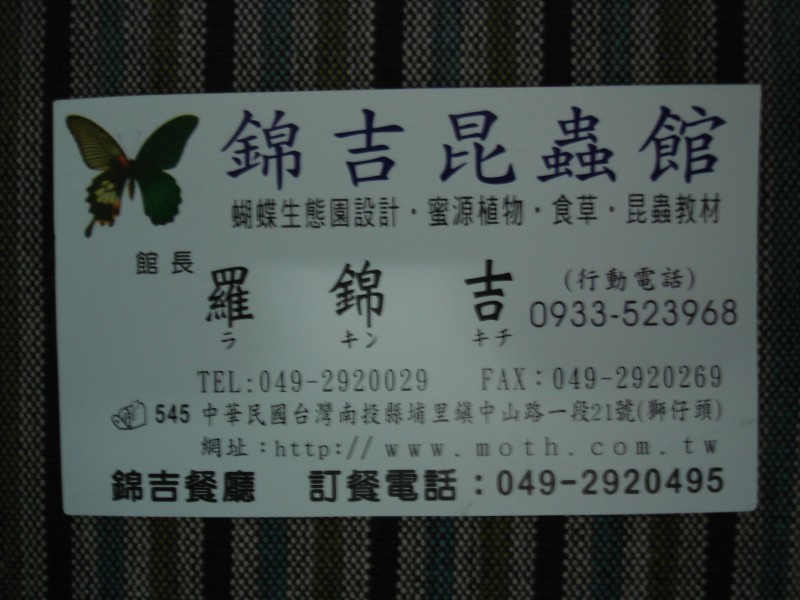 錦吉昆蟲館
蝴蝶生態園設計・蜜源植物・食草・昆蟲教材
館長 羅錦吉 (行動電話)
ラ キン キチ 0933-523968
TEL:049-2920029 FAX:049-2920269
545 中華民國台灣南投縣埔里鎮中山路一段21號(獅仔頭)
網址:http://www.moth.com.tw
錦吉餐廳 訂餐電話:049-2920495